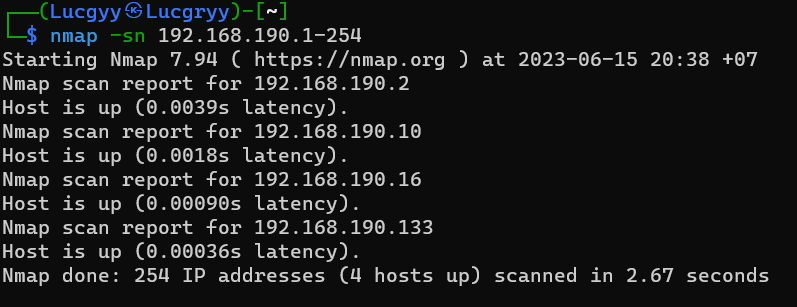 ┌──(Lucgyy㉿Lucgryy)-[~]
└─$ nmap -sn 192.168.190.1-254
Starting Nmap 7.94 ( https://nmap.org ) at 2023-06-15 20:38 +07
Nmap scan report for 192.168.190.2
Host is up (0.0039s latency).
Nmap scan report for 192.168.190.10
Host is up (0.0018s latency).
Nmap scan report for 192.168.190.16
Host is up (0.00090s latency).
Nmap scan report for 192.168.190.133
Host is up (0.00036s latency).
Nmap done: 254 IP addresses (4 hosts up) scanned in 2.67 seconds